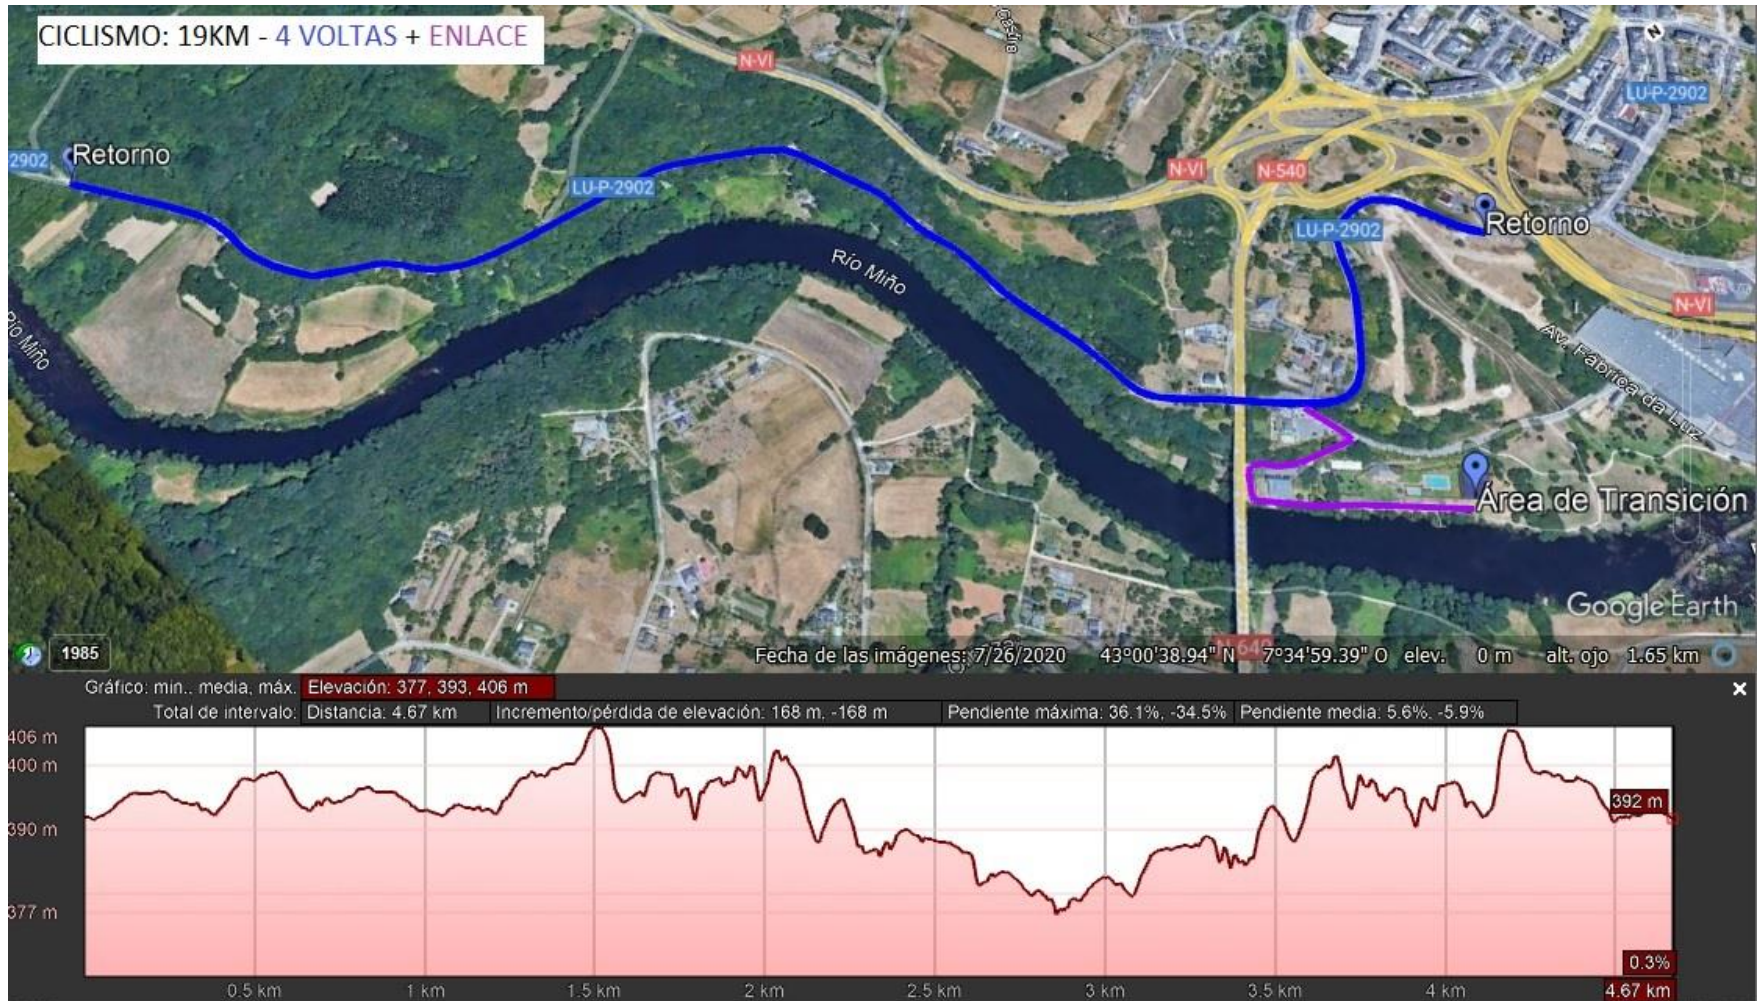 CICLISMO: 19KM - 4 VOLTAS + ENLACE
N-VI
N
LU-P-2902
2902
Retorno
LU-P-2902
N-VI
N-540
LU-P-2902
Retorno
Río Miño
N-VI
Río Miño
Av. Fábrica da Luz
Área de Transición
Google Earth
1985
Fecha de las imágenes: 7/26/2020 43°00'38.94" N 7°34'59.39" O elev. 0 m alt. ojo 1.65 km
Gráfico: min., media, máx. Elevación: 377, 393, 406 m
Total de intervalo: Distancia: 4.67 km Incremento/pérdida de elevación: 168 m, -168 m Pendiente máxima: 36.1%, -34.5% Pendiente media: 5.6%, -5.9%
406 m
400 m
392 m
390 m
377 m
0.3%
0.5 km 1 km 1.5 km 2 km 2.5 km 3 km 3.5 km 4 km 4.67 km